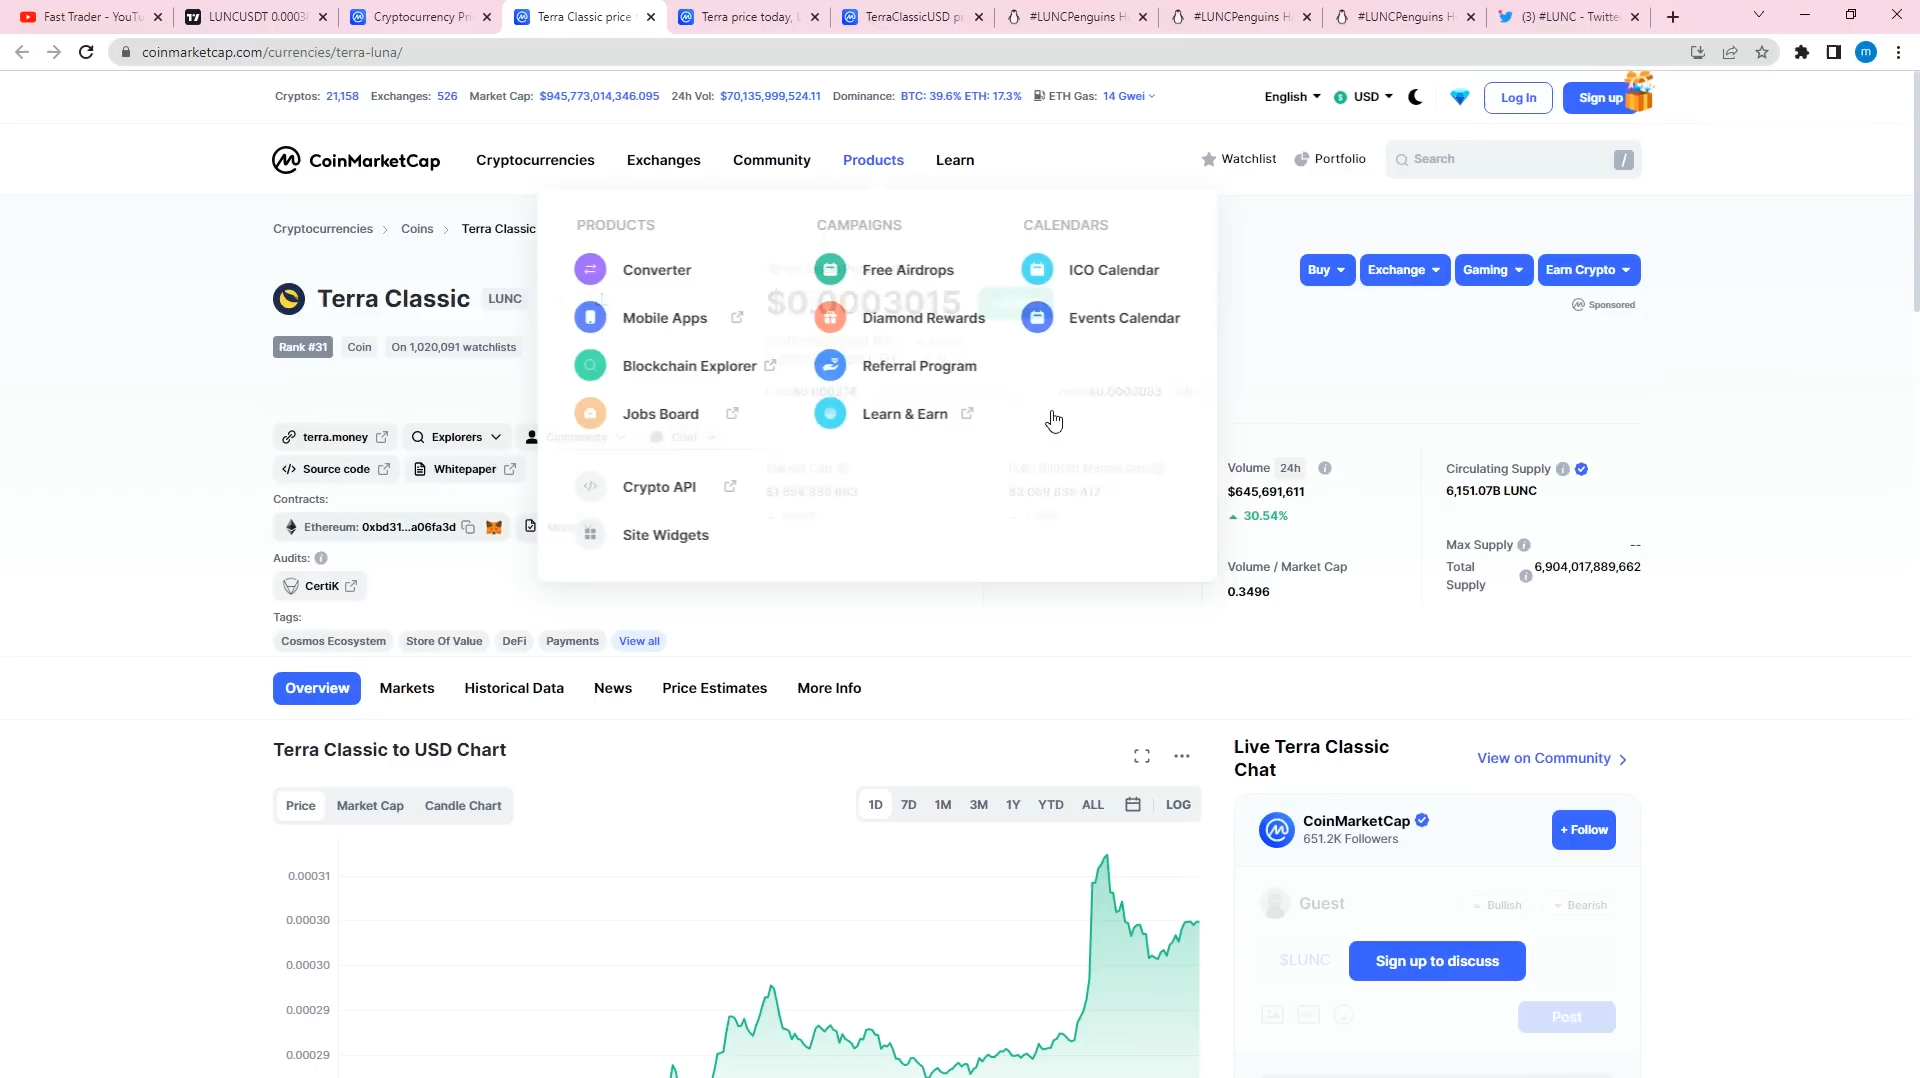 Fast Trader - YouTu
LUNCUSDT 0.0003
Cryptocurrency Pri
Terra Classic price
Terra price today, L
TerraClassicUSD p
#LUNCPenguins H
#LUNCPenguins H
#LUNCPenguins H
(3) #LUNC - Twitte
coinmarketcap.com/currencies/terra-luna/
m
Cryptos: 21,158 Exchanges: 526 Market Cap: $945,773,014,346.095 24h Vol: $70,135,999,524.11 Dominance: BTC: 39.6% ETH: 17.3% ETH Gas: 14 Gwei
English USD Log In Sign up
CoinMarketCap Cryptocurrencies Exchanges Community Products Learn
Watchlist Portfolio Search /
Cryptocurrencies Coins Terra Classic
PRODUCTS CAMPAIGNS CALENDARS
Converter Free Airdrops ICO Calendar
Mobile Apps Diamond Rewards Events Calendar
Blockchain Explorer Referral Program
Jobs Board Learn & Earn
Crypto API
Site Widgets
Buy Exchange Gaming Earn Crypto
Sponsored
Terra Classic LUNC
$0.0003015
Rank #31 Coin On 1,020,091 watchlists
terra.money Explorers Community
Source code Whitepaper
Contracts:
Ethereum: 0xbd31...a06fa3d
Audits:
CertiK
Tags:
Cosmos Ecosystem Store Of Value DeFi Payments View all
Volume 24h
$645,691,611
30.54%
Volume / Market Cap
0.3496
Circulating Supply
6,151.07B LUNC
Max Supply --
Total Supply 6,904,017,889,662
Overview Markets Historical Data News Price Estimates More Info
Terra Classic to USD Chart
Price Market Cap Candle Chart
1D 7D 1M 3M 1Y YTD ALL LOG
0.00031
0.00030
0.00030
0.00029
0.00029
Live Terra Classic
Chat
View on Community
CoinMarketCap
651.2K Followers
+ Follow
Guest Bullish Bearish
$LUNC Sign up to discuss
Post